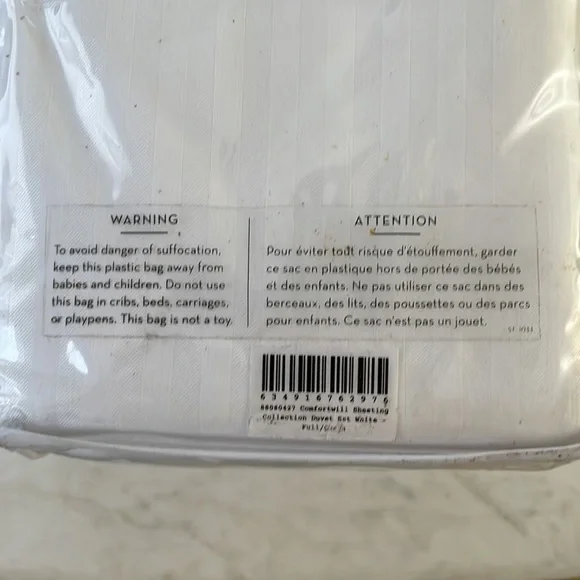 WARNING
To avoid danger of suffocation,
keep this plastic bag away from
babies and children. Do not use
this bag in cribs, beds, carriages,
or playpens. This bag is not a toy.
ATTENTION
Pour éviter tout risque d'étouffement, garder
ce sac en plastique hors de portée des bébés
et des enfants. Ne pas utiliser ce sac dans des
berceaux, des lits, des poussettes ou des parcs
pour enfants. Ce sac n'est pas un jouet.
634916762976
Comfortwill Sheeting
Collection Duvet Set White -